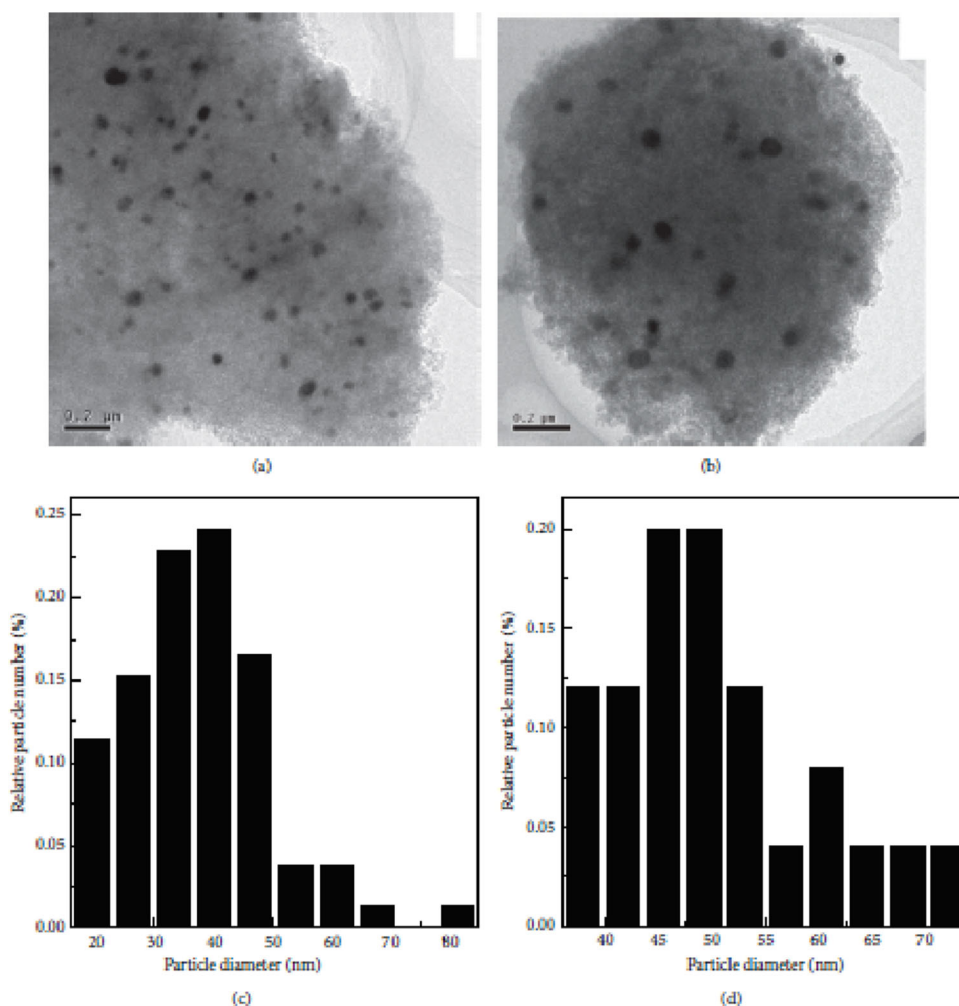 0.2 μm
0.2 μm
(a)
(b)
0.25
0.20
0.15
0.10
0.05
0.00
Relative particle number (%)
20 30 40 50 60 70 80
Particle diameter (nm)
(c)
0.20
0.15
0.10
0.05
0.00
Relative particle number (%)
40 45 50 55 60 65 70
Particle diameter (nm)
(d)